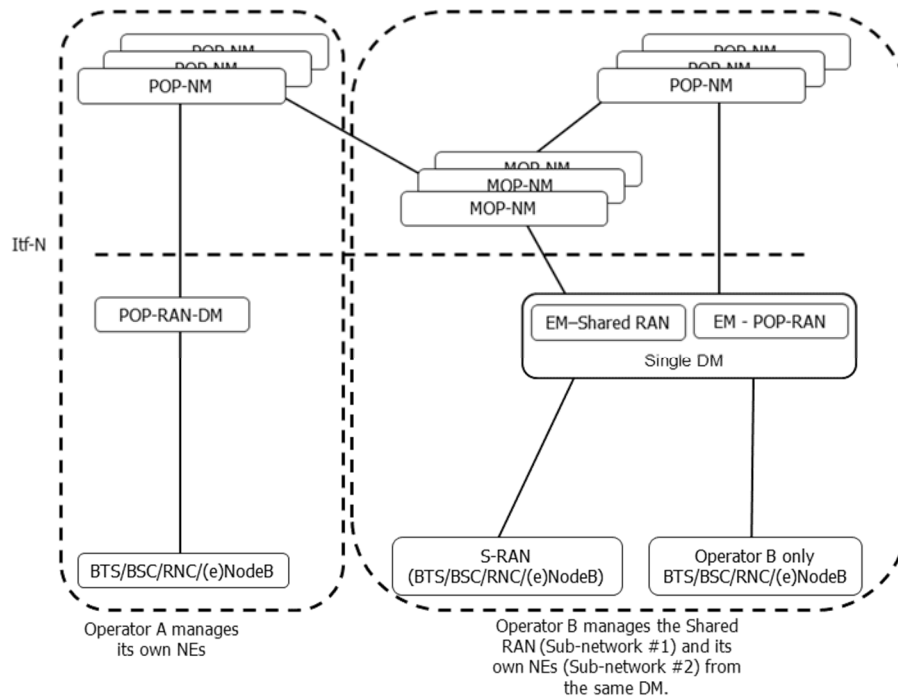 POP-NM
POP-NM
POP-NM
POP-NM
POP-NM
POP-NM
MOP-NM
MOP-NM
MOP-NM
Itf-N
POP-RAN-DM
EM–Shared RAN
EM - POP-RAN
Single DM
BTS/BSC/RNC/(e)NodeB
S-RAN
(BTS/BSC/RNC/(e)NodeB)
Operator B only
BTS/BSC/RNC/(e)NodeB
Operator A manages
its own NEs
Operator B manages the Shared
RAN (Sub-network #1) and its
own NEs (Sub-network #2) from
the same DM.